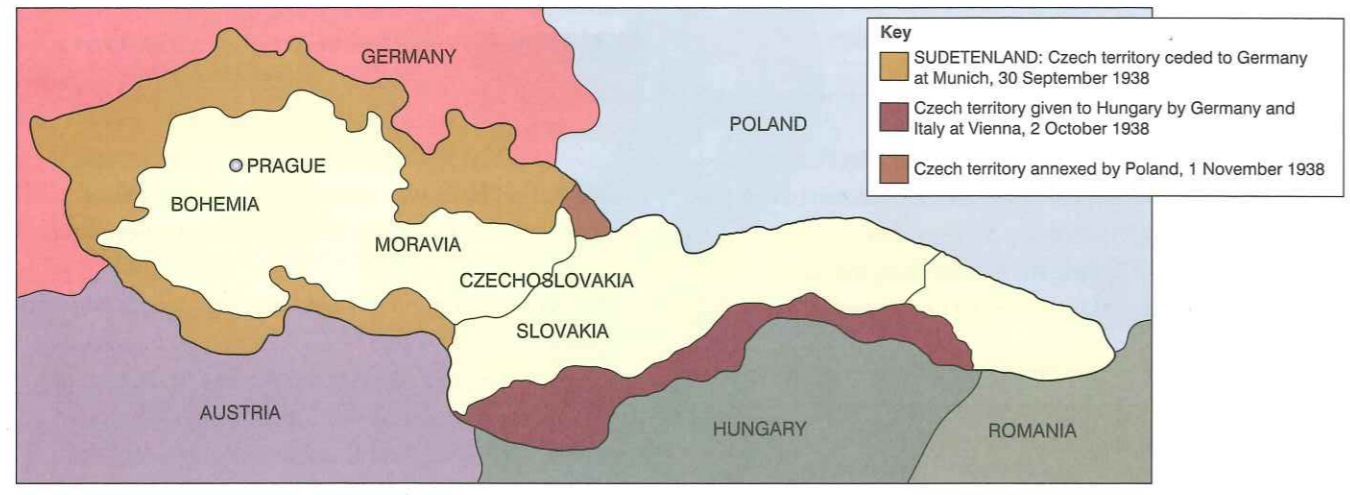 GERMANY
POLAND
PRAGUE
BOHEMIA
MORAVIA
CZECHOSLOVAKIA
SLOVAKIA
AUSTRIA
HUNGARY
ROMANIA
Key
SUDETENLAND: Czech territory ceded to Germany
at Munich, 30 September 1938
Czech territory given to Hungary by Germany and
Italy at Vienna, 2 October 1938
Czech territory annexed by Poland, 1 November 1938